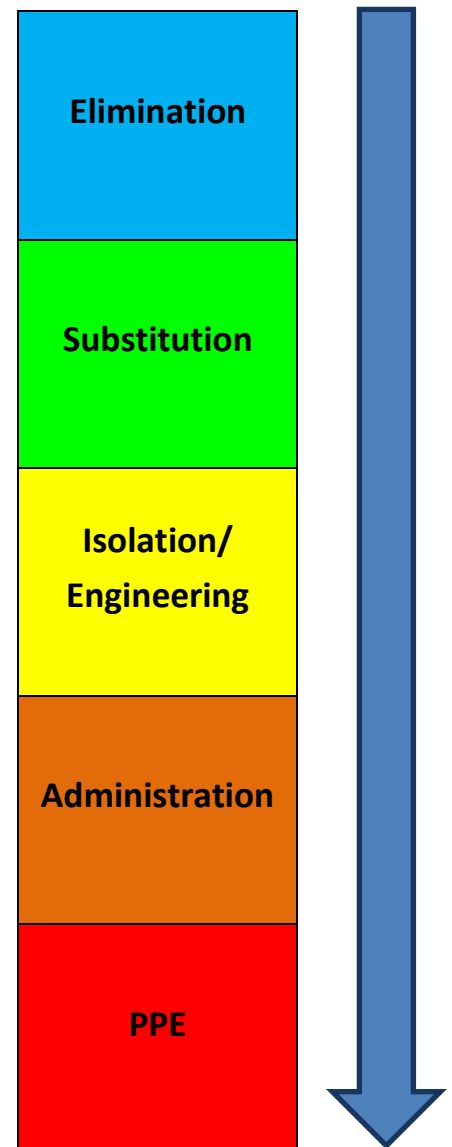 Elimination
Substitution
Isolation/
Engineering
Administration
PPE